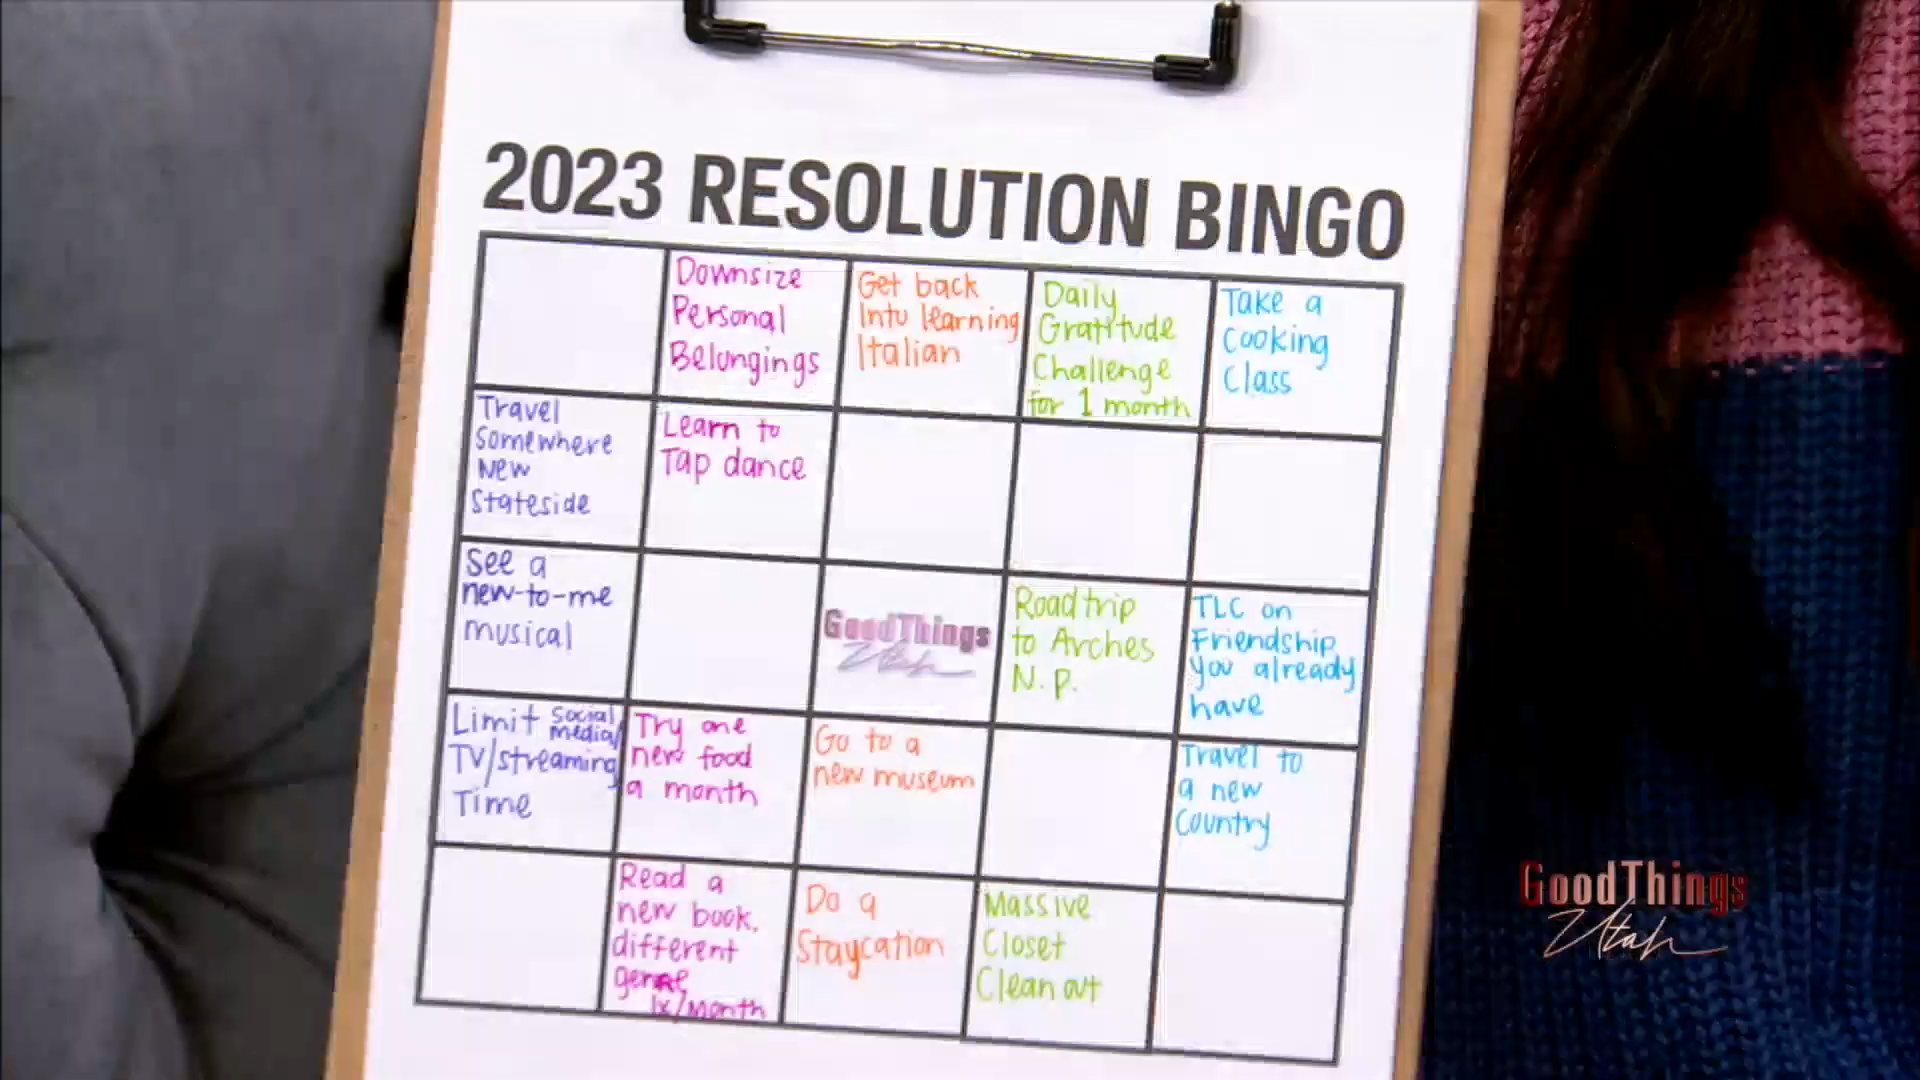 2023 RESOLUTION BINGO
Downsize
Personal
Belongings
Get back
Into learning
Italian
Daily
Gratitude
Challenge
for 1 month
Take a
Cooking
Class
Travel
Somewhere
New
Stateside
Learn to
Tap dance
See a
new-to-me
musical
GoodThings
Utah
Roadtrip
to Arches
N.P.
TLC on
Friendship
you already
have
Limit social media/
TV/streaming
Time
Try one
new food
a month
Go to a
new museum
Travel to
a new
Country
Read a
new book,
different
genre
1x/month
Do a
Staycation
Massive
Closet
Clean out
GoodThings
Utah